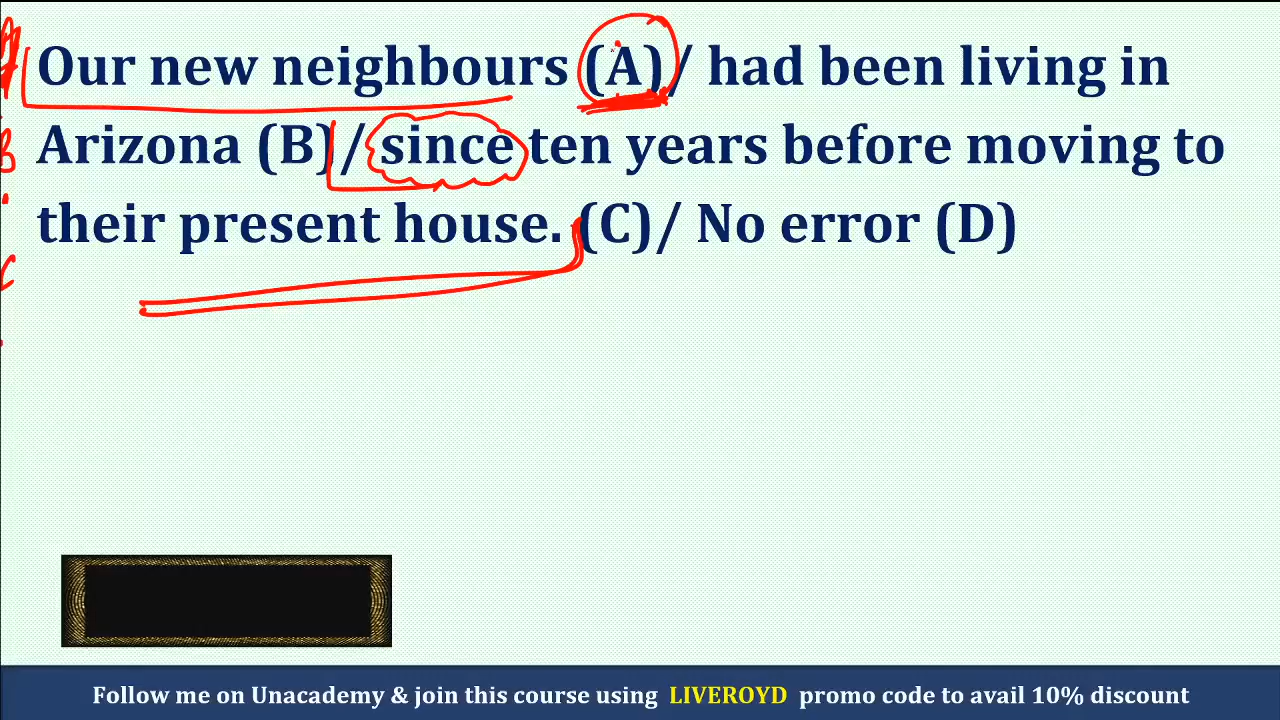 Our new neighbours (A)/ had been living in
Arizona (B)/ since ten years before moving to
their present house. (C)/ No error (D)
B
C
Follow me on Unacademy & join this course using LIVEROYD promo code to avail 10% discount